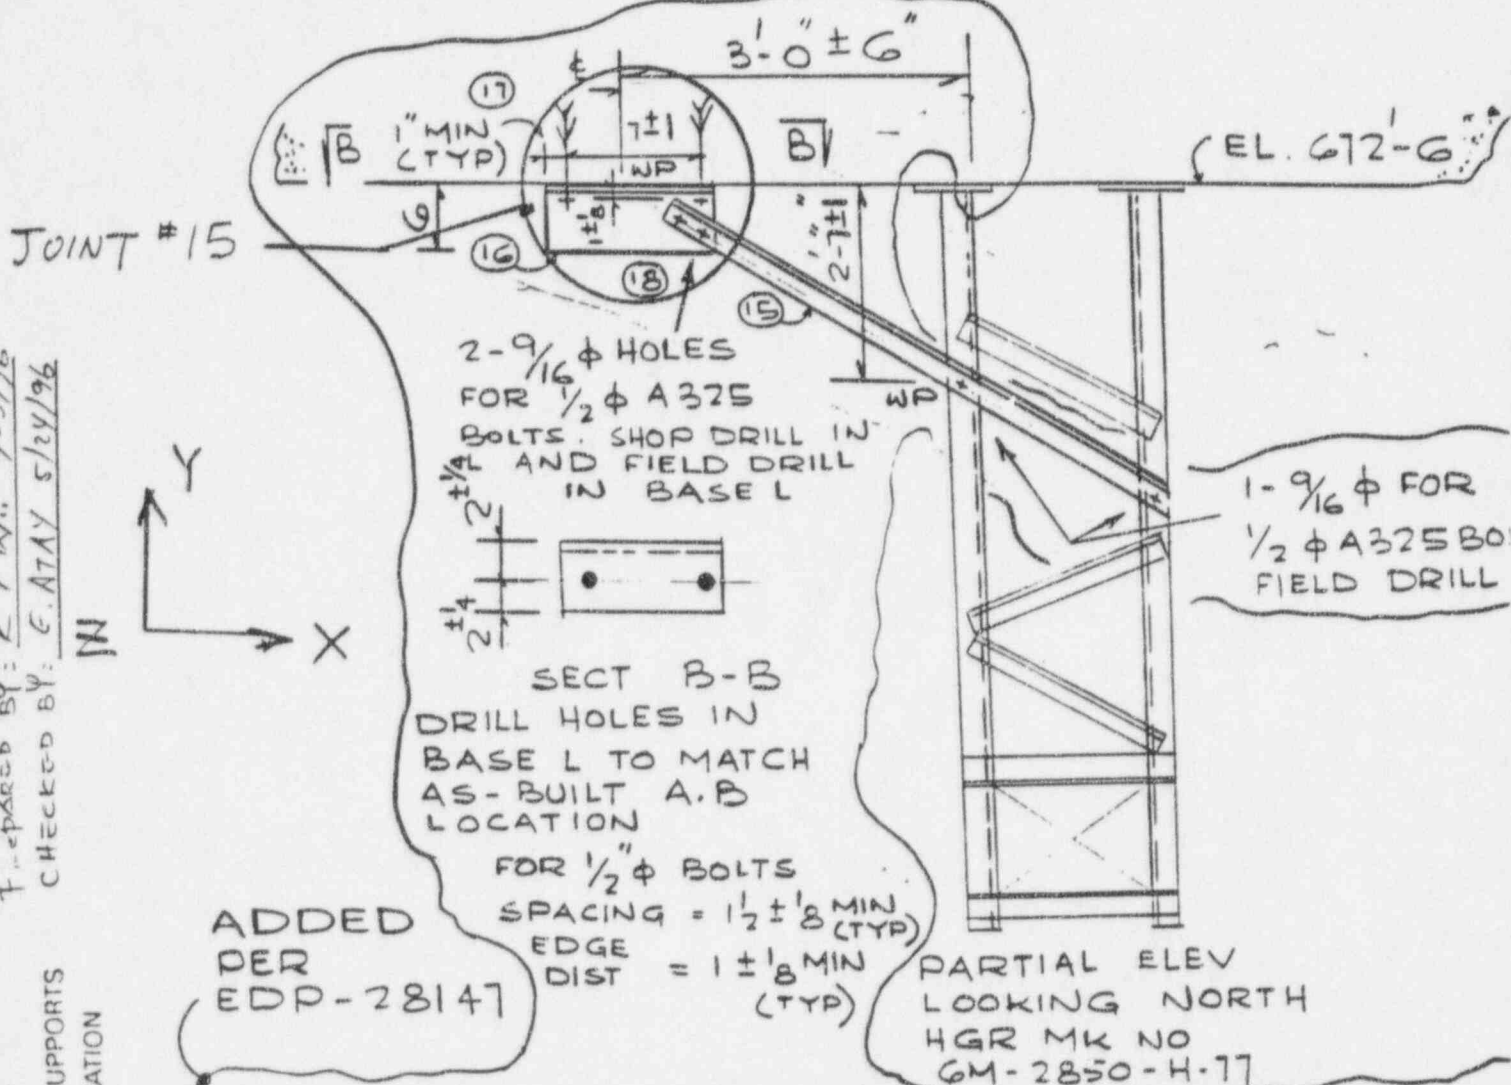 3'-0" ± 6"
¢
17
1" MIN
(TYP)
7±1
B
B
WP
EL. 672'-6"
6
1±1/8
2'-7"±1"
JOINT #15
16
18
15
2-9/16 ϕ HOLES
FOR 1/2 ϕ A325
BOLTS. SHOP DRILL IN
L AND FIELD DRILL
IN BASE L
WP
1-9/16 ϕ FOR
1/2 ϕ A325 BO
FIELD DRILL
2±1/4
2±1/4
Y
X
N
SECT B-B
DRILL HOLES IN
BASE L TO MATCH
AS-BUILT A.B
LOCATION
FOR 1/2" ϕ BOLTS
SPACING = 1 1/2 ± 1/8 MIN
(TYP)
EDGE
DIST = 1 ± 1/8 MIN
(TYP)
ADDED
PER
EDP-28147
PARTIAL ELEV
LOOKING NORTH
HGR MK NO
GM-2850-H-77
BY:
CHECKED BY: E. ATAY 5/24/96
UPPORTS
ATION